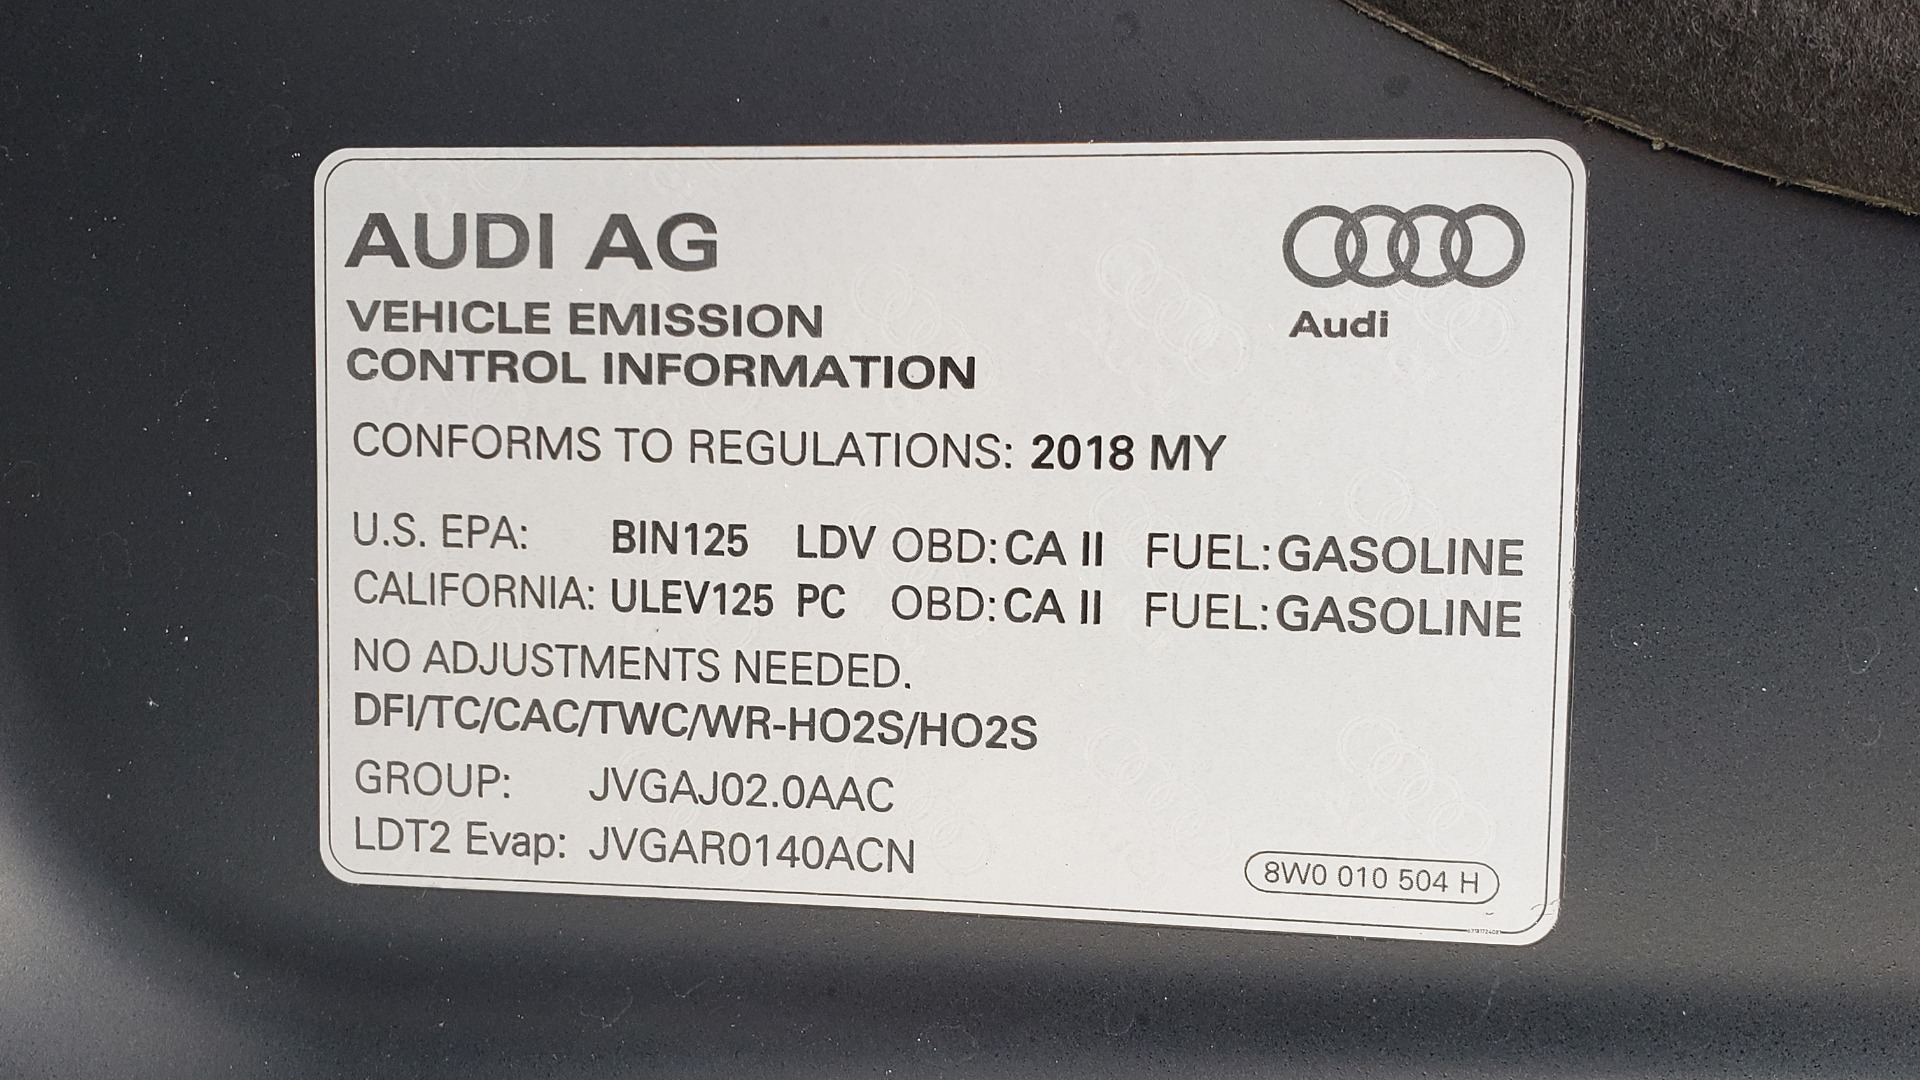 AUDI AG
Audi
VEHICLE EMISSION
CONTROL INFORMATION
CONFORMS TO REGULATIONS: 2018 MY
U.S. EPA: BIN125 LDV OBD: CA II FUEL: GASOLINE
CALIFORNIA: ULEV125 PC OBD: CA II FUEL: GASOLINE
NO ADJUSTMENTS NEEDED.
DFI/TC/CAC/TWC/WR-HO2S/HO2S
GROUP: JVGAJ02.0AAC
LDT2 Evap: JVGAR0140ACN
8W0 010 504 H